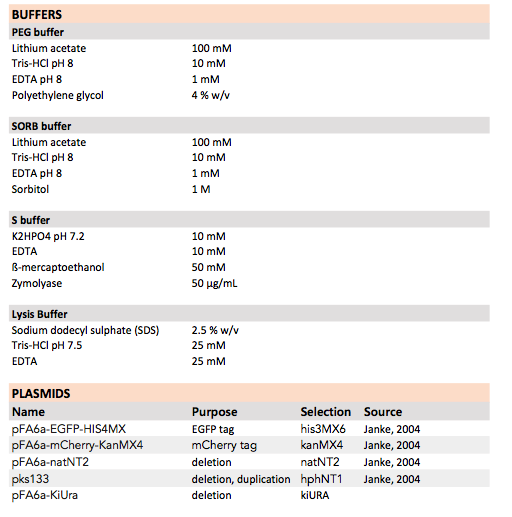 BUFFERS
PEG buffer
Lithium acetate 100 mM
Tris-HCl pH 8 10 mM
EDTA pH 8 1 mM
Polyethylene glycol 4 % w/v
SORB buffer
Lithium acetate 100 mM
Tris-HCl pH 8 10 mM
EDTA pH 8 1 mM
Sorbitol 1 M
S buffer
K2HPO4 pH 7.2 10 mM
EDTA 10 mM
ß-mercaptoethanol 50 mM
Zymolyase 50 µg/mL
Lysis Buffer
Sodium dodecyl sulphate (SDS) 2.5 % w/v
Tris-HCl pH 7.5 25 mM
EDTA 25 mM
PLASMIDS
Name Purpose Selection Source
pFA6a-EGFP-HIS4MX EGFP tag his3MX6 Janke, 2004
pFA6a-mCherry-KanMX4 mCherry tag kanMX4 Janke, 2004
pFA6a-natNT2 deletion natNT2 Janke, 2004
pks133 deletion, duplication hphNT1 Janke, 2004
pFA6a-KiUra deletion kiURA